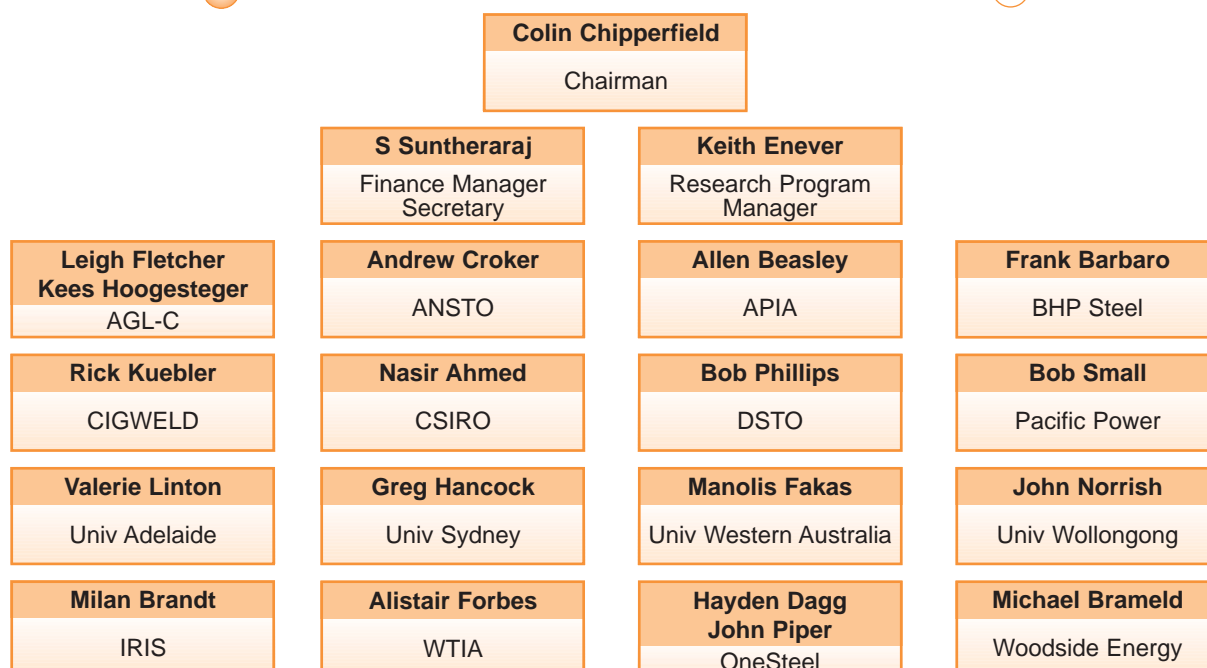 Colin Chipperfield
Chairman
S Suntheraraj
Finance Manager
Secretary
Keith Enever
Research Program
Manager
Leigh Fletcher
Kees Hoogesteger
AGL-C
Andrew Croker
ANSTO
Allen Beasley
APIA
Frank Barbaro
BHP Steel
Rick Kuebler
CIGWELD
Nasir Ahmed
CSIRO
Bob Phillips
DSTO
Bob Small
Pacific Power
Valerie Linton
Univ Adelaide
Greg Hancock
Univ Sydney
Manolis Fakas
Univ Western Australia
John Norrish
Univ Wollongong
Milan Brandt
IRIS
Alistair Forbes
WTIA
Hayden Dagg
John Piper
OneSteel
Michael Brameld
Woodside Energy